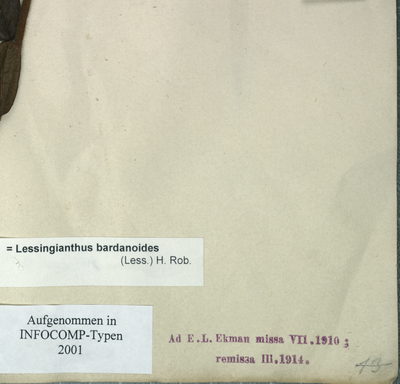 = Lessingianthus bardanoides
(Less.) H. Rob.
Aufgenommen in
INFOCOMP-Typen
2001
Ad E.L. Ekman missa VII.1910;
remissa III.1914.